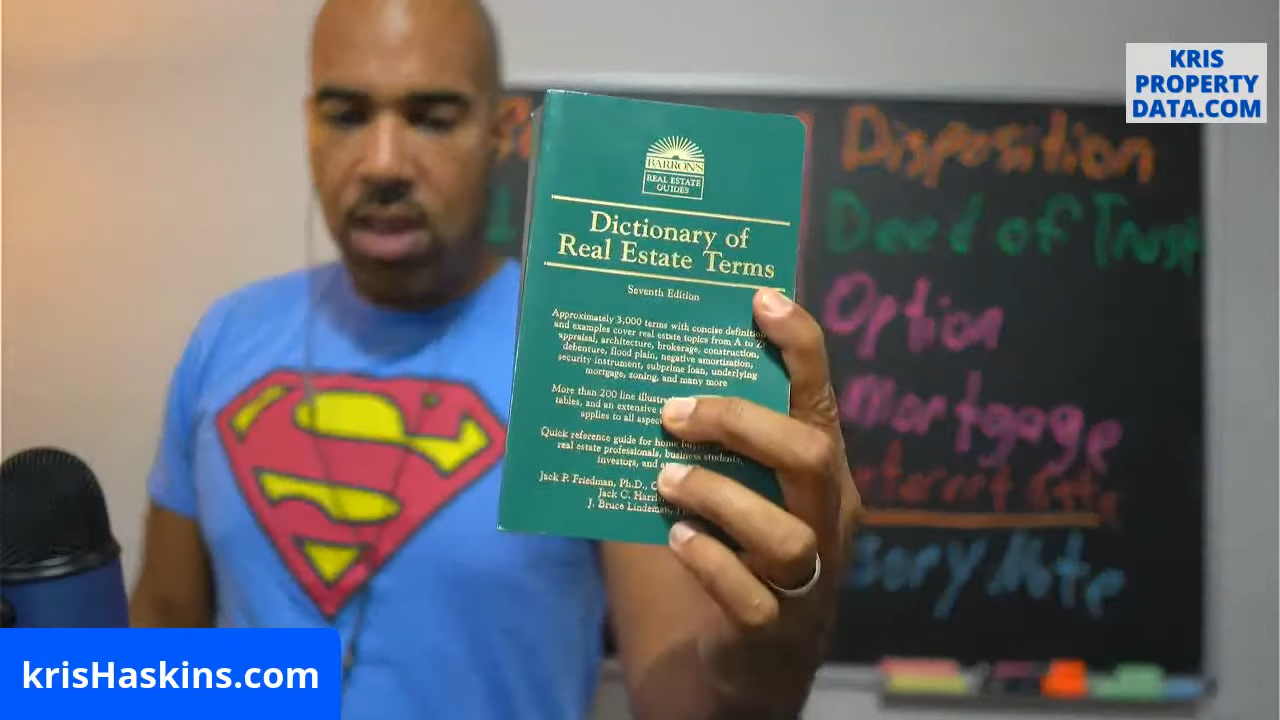 KRIS
PROPERTY
DATA.COM
BARRON'S
REAL ESTATE
GUIDES
Dictionary of
Real Estate Terms
Seventh Edition
Approximately 3,000 terms with concise
and examples cover real estate topics from A to Z:
appraisal, architecture, brokerage, construction,
debenture, flood plain, negative amortization,
security instrument, subprime loan, underlying
mortgage, zoning, and many more
More than 200 line
tables, and an extensive
applies to all
Quick reference guide for home
real estate professionals, business students,
investors, and
Jack P. Friedman, Ph.D.,
Jack C.
J. Bruce
Disposition
Deed of Trust
Option
Mortgage
Note
krisHaskins.com